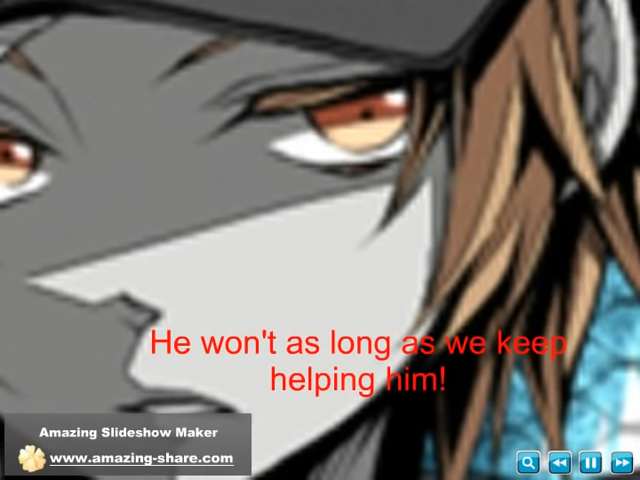 He won't as long as we keep
helping him!
Amazing Slideshow Maker
www.amazing-share.com